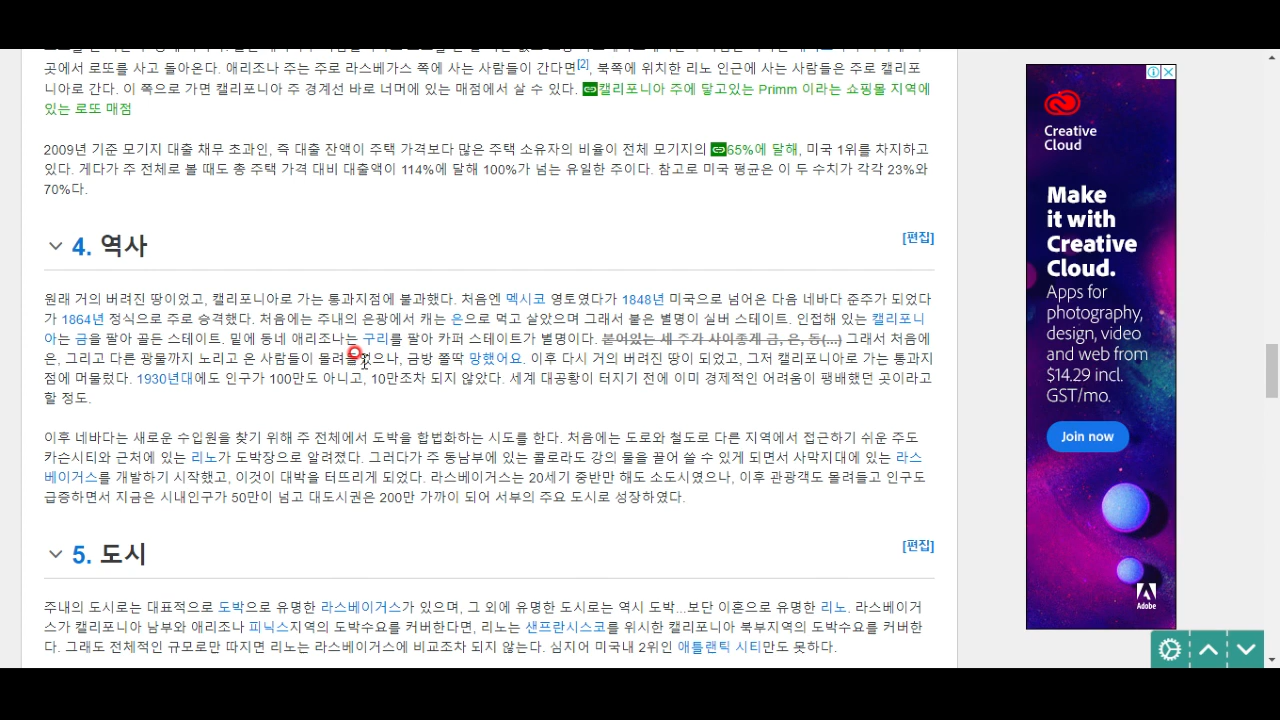 곳에서 로또를 사고 돌아온다. 애리조나 주는 주로 라스베가스 쪽에 사는 사람들이 간다면[2], 북쪽에 위치한 리노 인근에 사는 사람들은 주로 캘리포
니아로 간다. 이 쪽으로 가면 캘리포니아 주 경계선 바로 너머에 있는 매점에서 살 수 있다. 캘리포니아 주에 닿고있는 Primm 이라는 쇼핑몰 지역에
있는 로또 매점
2009년 기준 모기지 대출 채무 초과인, 즉 대출 잔액이 주택 가격보다 많은 주택 소유자의 비율이 전체 모기지의 65%에 달해, 미국 1위를 차지하고
있다. 게다가 주 전체로 볼 때도 총 주택 가격 대비 대출액이 114%에 달해 100%가 넘는 유일한 주이다. 참고로 미국 평균은 이 두 수치가 각각 23%와
70%다.
4. 역사 [편집]
원래 거의 버려진 땅이었고, 캘리포니아로 가는 통과지점에 불과했다. 처음엔 멕시코 영토였다가 1848년 미국으로 넘어온 다음 네바다 준주가 되었다
가 1864년 정식으로 주로 승격했다. 처음에는 주내의 은광에서 캐는 은으로 먹고 살았으며 그래서 붙은 별명이 실버 스테이트. 인접해 있는 캘리포니
아는 금을 팔아 골든 스테이트. 밑에 동네 애리조나는 구리를 팔아 카퍼 스테이트가 별명이다. 붙어있는 세 주가 사이좋게 금, 은, 동(...) 그래서 처음에
은, 그리고 다른 광물까지 노리고 온 사람들이 몰려들었으나, 금방 쫄딱 망했어요. 이후 다시 거의 버려진 땅이 되었고, 그저 캘리포니아로 가는 통과지
점에 머물렀다. 1930년대에도 인구가 100만도 아니고, 10만조차 되지 않았다. 세계 대공황이 터지기 전에 이미 경제적인 어려움이 팽배했던 곳이라고
할 정도.
이후 네바다는 새로운 수입원을 찾기 위해 주 전체에서 도박을 합법화하는 시도를 한다. 처음에는 도로와 철도로 다른 지역에서 접근하기 쉬운 주도
카슨시티와 근처에 있는 리노가 도박장으로 알려졌다. 그러다가 주 동남부에 있는 콜로라도 강의 물을 끌어 쓸 수 있게 되면서 사막지대에 있는 라스
베이거스를 개발하기 시작했고, 이것이 대박을 터뜨리게 되었다. 라스베이거스는 20세기 중반만 해도 소도시였으나, 이후 관광객도 몰려들고 인구도
급증하면서 지금은 시내인구가 50만이 넘고 대도시권은 200만 가까이 되어 서부의 주요 도시로 성장하였다.
5. 도시 [편집]
주내의 도시로는 대표적으로 도박으로 유명한 라스베이거스가 있으며, 그 외에 유명한 도시로는 역시 도박...보단 이혼으로 유명한 리노. 라스베이거
스가 캘리포니아 남부와 애리조나 피닉스지역의 도박수요를 커버한다면, 리노는 샌프란시스코를 위시한 캘리포니아 북부지역의 도박수요를 커버한
다. 그래도 전체적인 규모로만 따지면 리노는 라스베이거스에 비교조차 되지 않는다. 심지어 미국내 2위인 애틀랜틱 시티만도 못하다.
Creative
Cloud
Make
it with
Creative
Cloud.
Apps for
photography,
design, video
and web from
$14.29 incl.
GST/mo.
Join now
Adobe